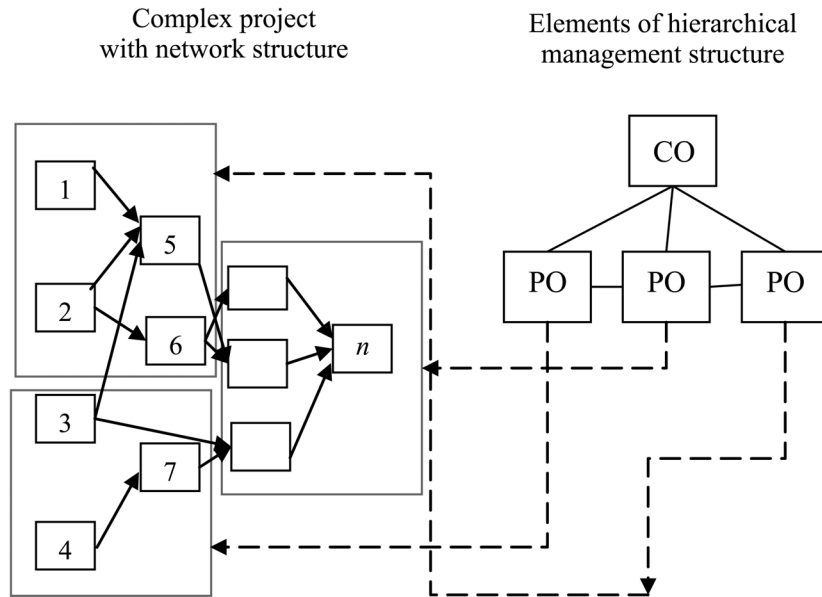 Complex project
with network structure
Elements of hierarchical
management structure
CO
1
5
2
6
n
PO
PO
PO
3
7
4